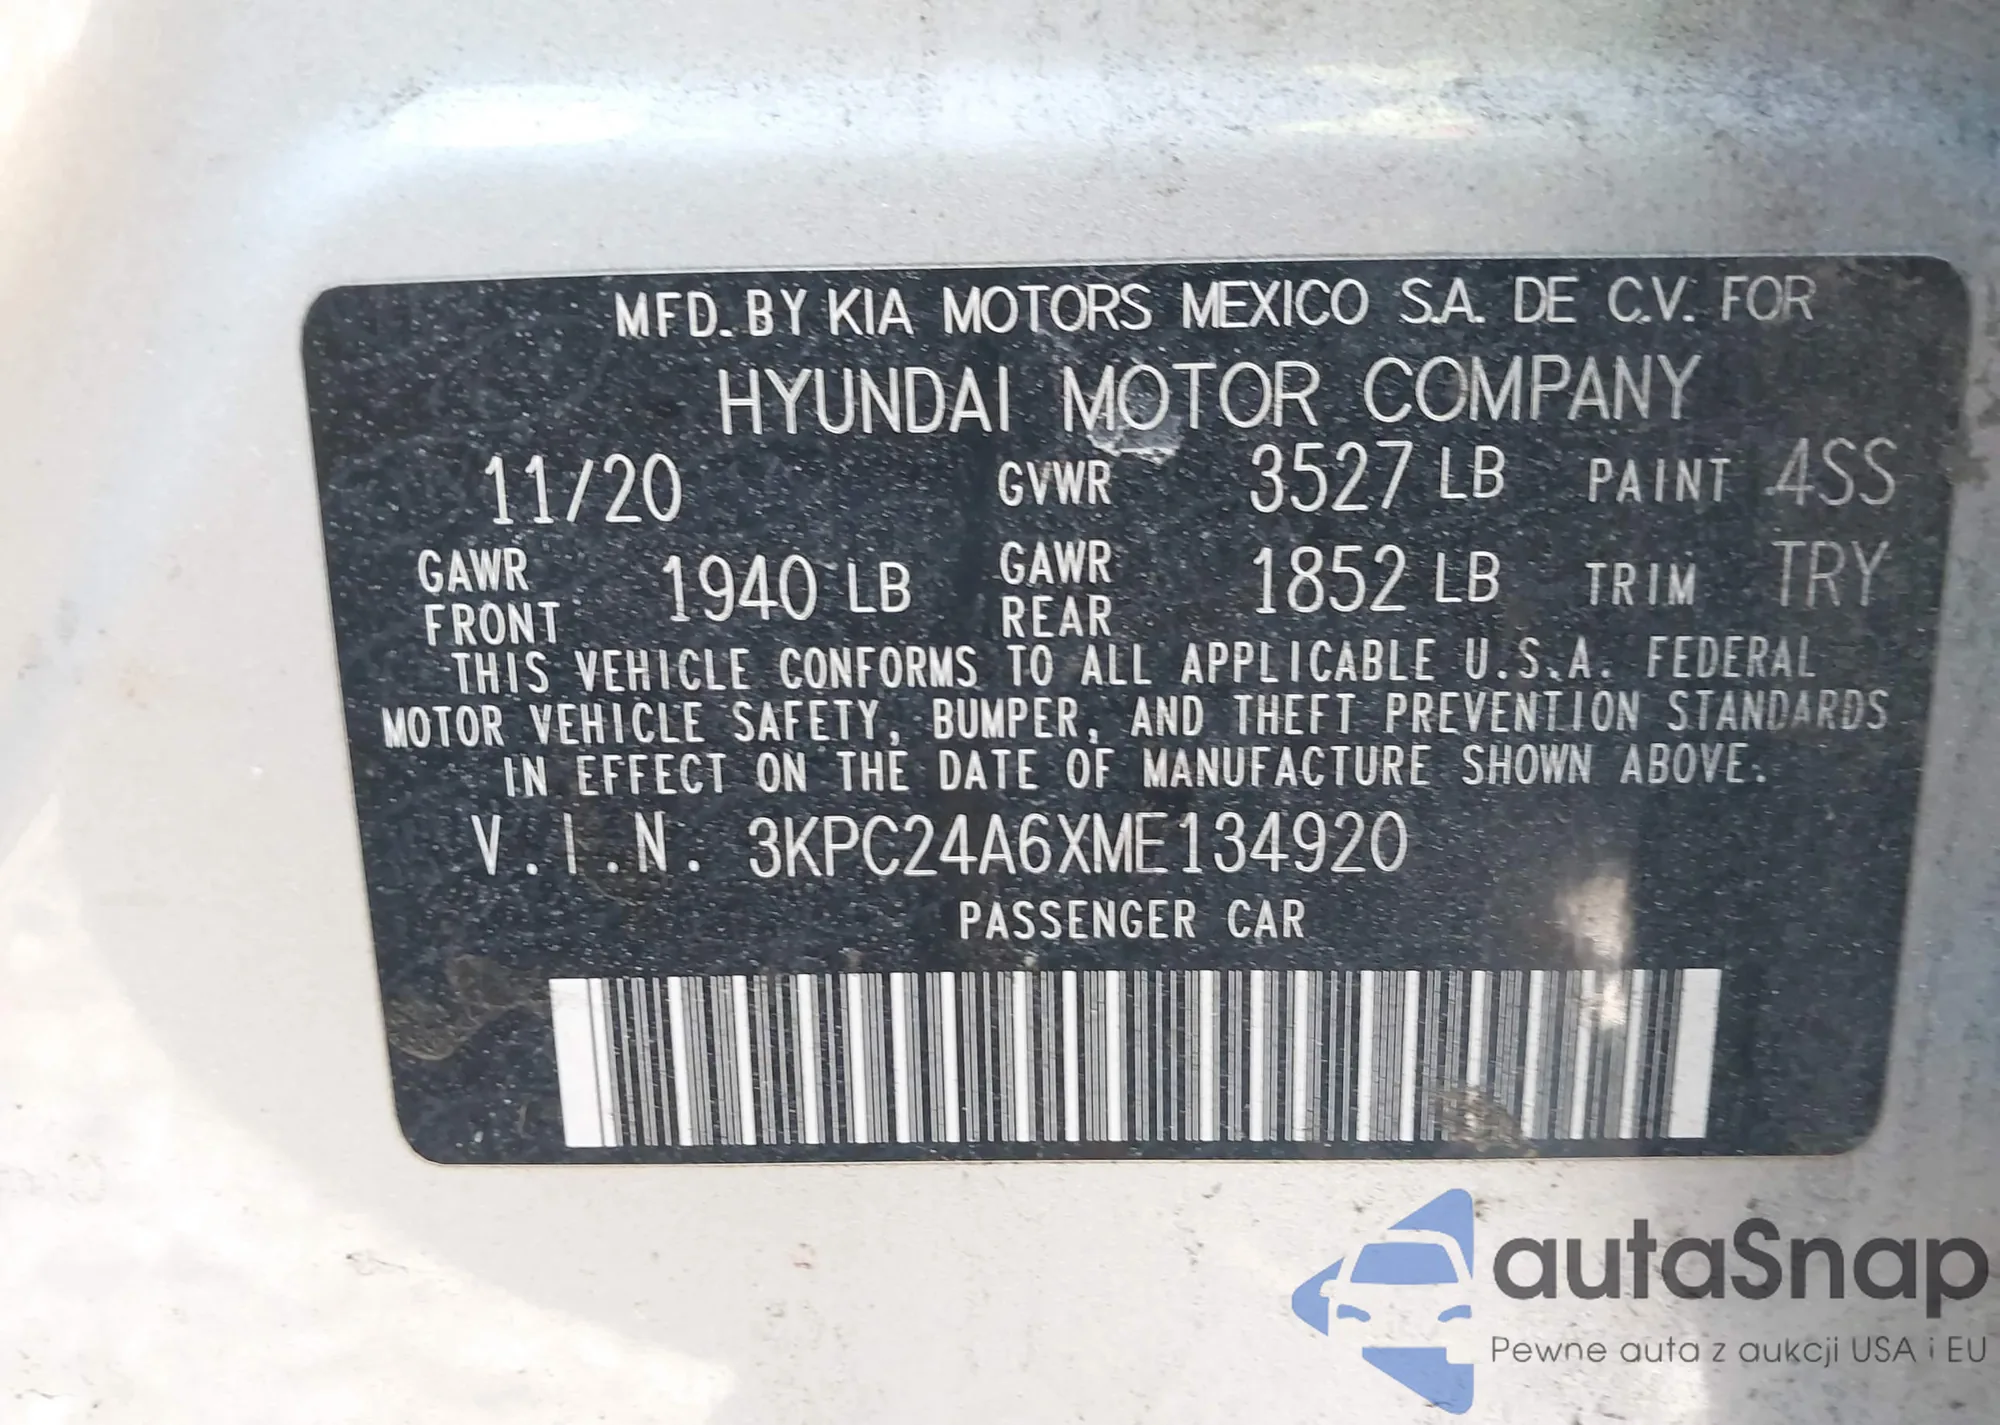 MFD. BY KIA MOTORS MEXICO S.A. DE C.V. FOR
HYUNDAI MOTOR COMPANY
11/20 GVWR 3527 LB PAINT 4SS
GAWR FRONT 1940 LB GAWR REAR 1852 LB TRIM TRY
THIS VEHICLE CONFORMS TO ALL APPLICABLE U.S.A. FEDERAL
MOTOR VEHICLE SAFETY, BUMPER, AND THEFT PREVENTION STANDARDS
IN EFFECT ON THE DATE OF MANUFACTURE SHOWN ABOVE.
V.I.N. 3KPC24A6XME134920
PASSENGER CAR
autaSnap
Pewne auta z aukcji USA i EU